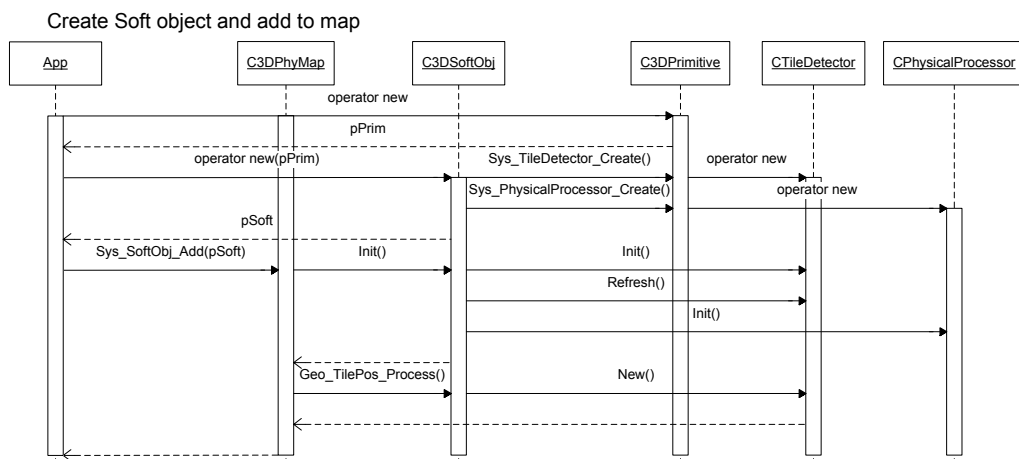 Create Soft object and add to map
App C3DPhyMap C3DSoftObj C3DPrimitive CTileDetector CPhysicalProcessor
operator new
pPrim
operator new(pPrim) Sys_TileDetector_Create() operator new
Sys_PhysicalProcessor_Create() operator new
pSoft
Sys_SoftObj_Add(pSoft) Init() Init()
Refresh()
Init()
Geo_TilePos_Process() New()